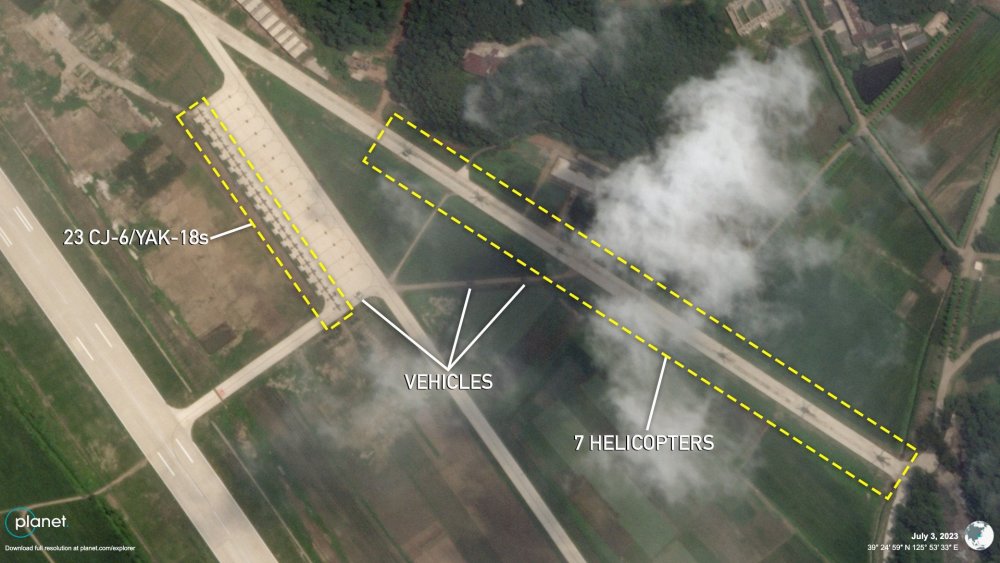 23 CJ-6/YAK-18s
VEHICLES
7 HELICOPTERS
planet
Download full resolution at planet.com/explorer
July 3, 2023
39° 24' 59" N 125° 53' 33" E